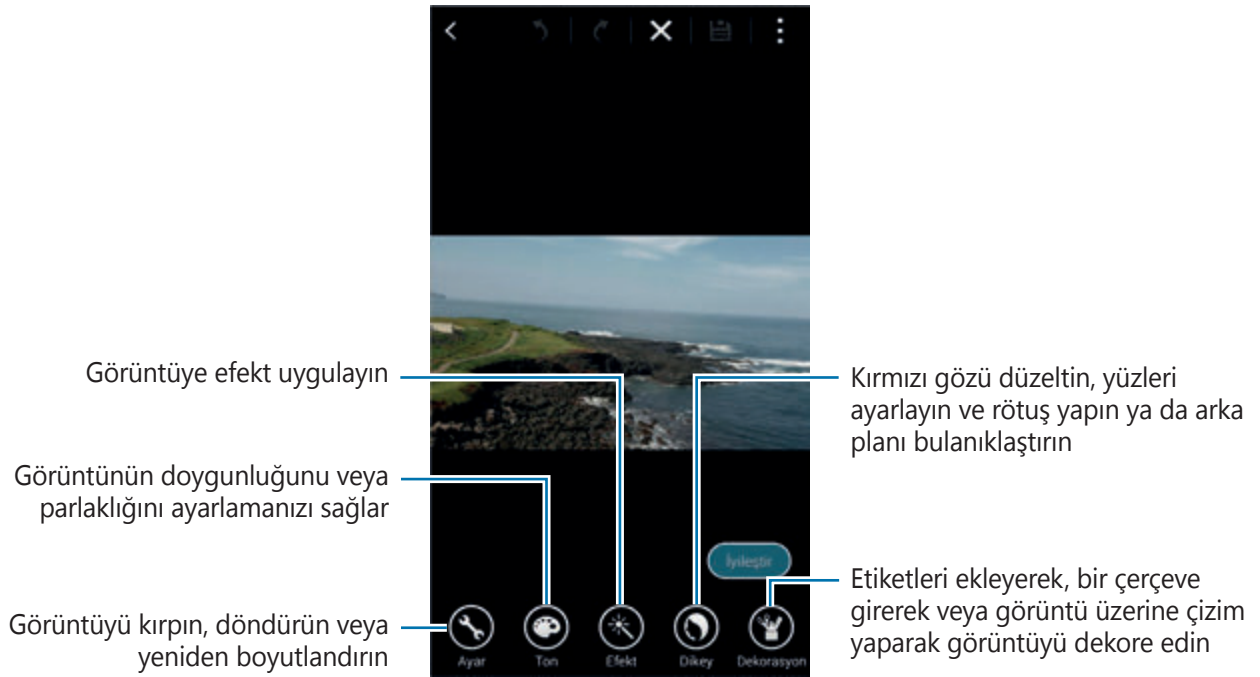 Görüntüye efekt uygulayın
Görüntünün doygunluğunu veya
parlaklığını ayarlamanızı sağlar
Görüntüyü kırpın, döndürün veya
yeniden boyutlandırın
Kırmızı gözü düzeltin, yüzleri
ayarlayın ve rötuş yapın ya da arka
planı bulanıklaştırın
Etiketleri ekleyerek, bir çerçeve
girerek veya görüntü üzerine çizim
yaparak görüntüyü dekore edin
İyileştir
Ayar Ton Efekt Dikey Dekorasyon